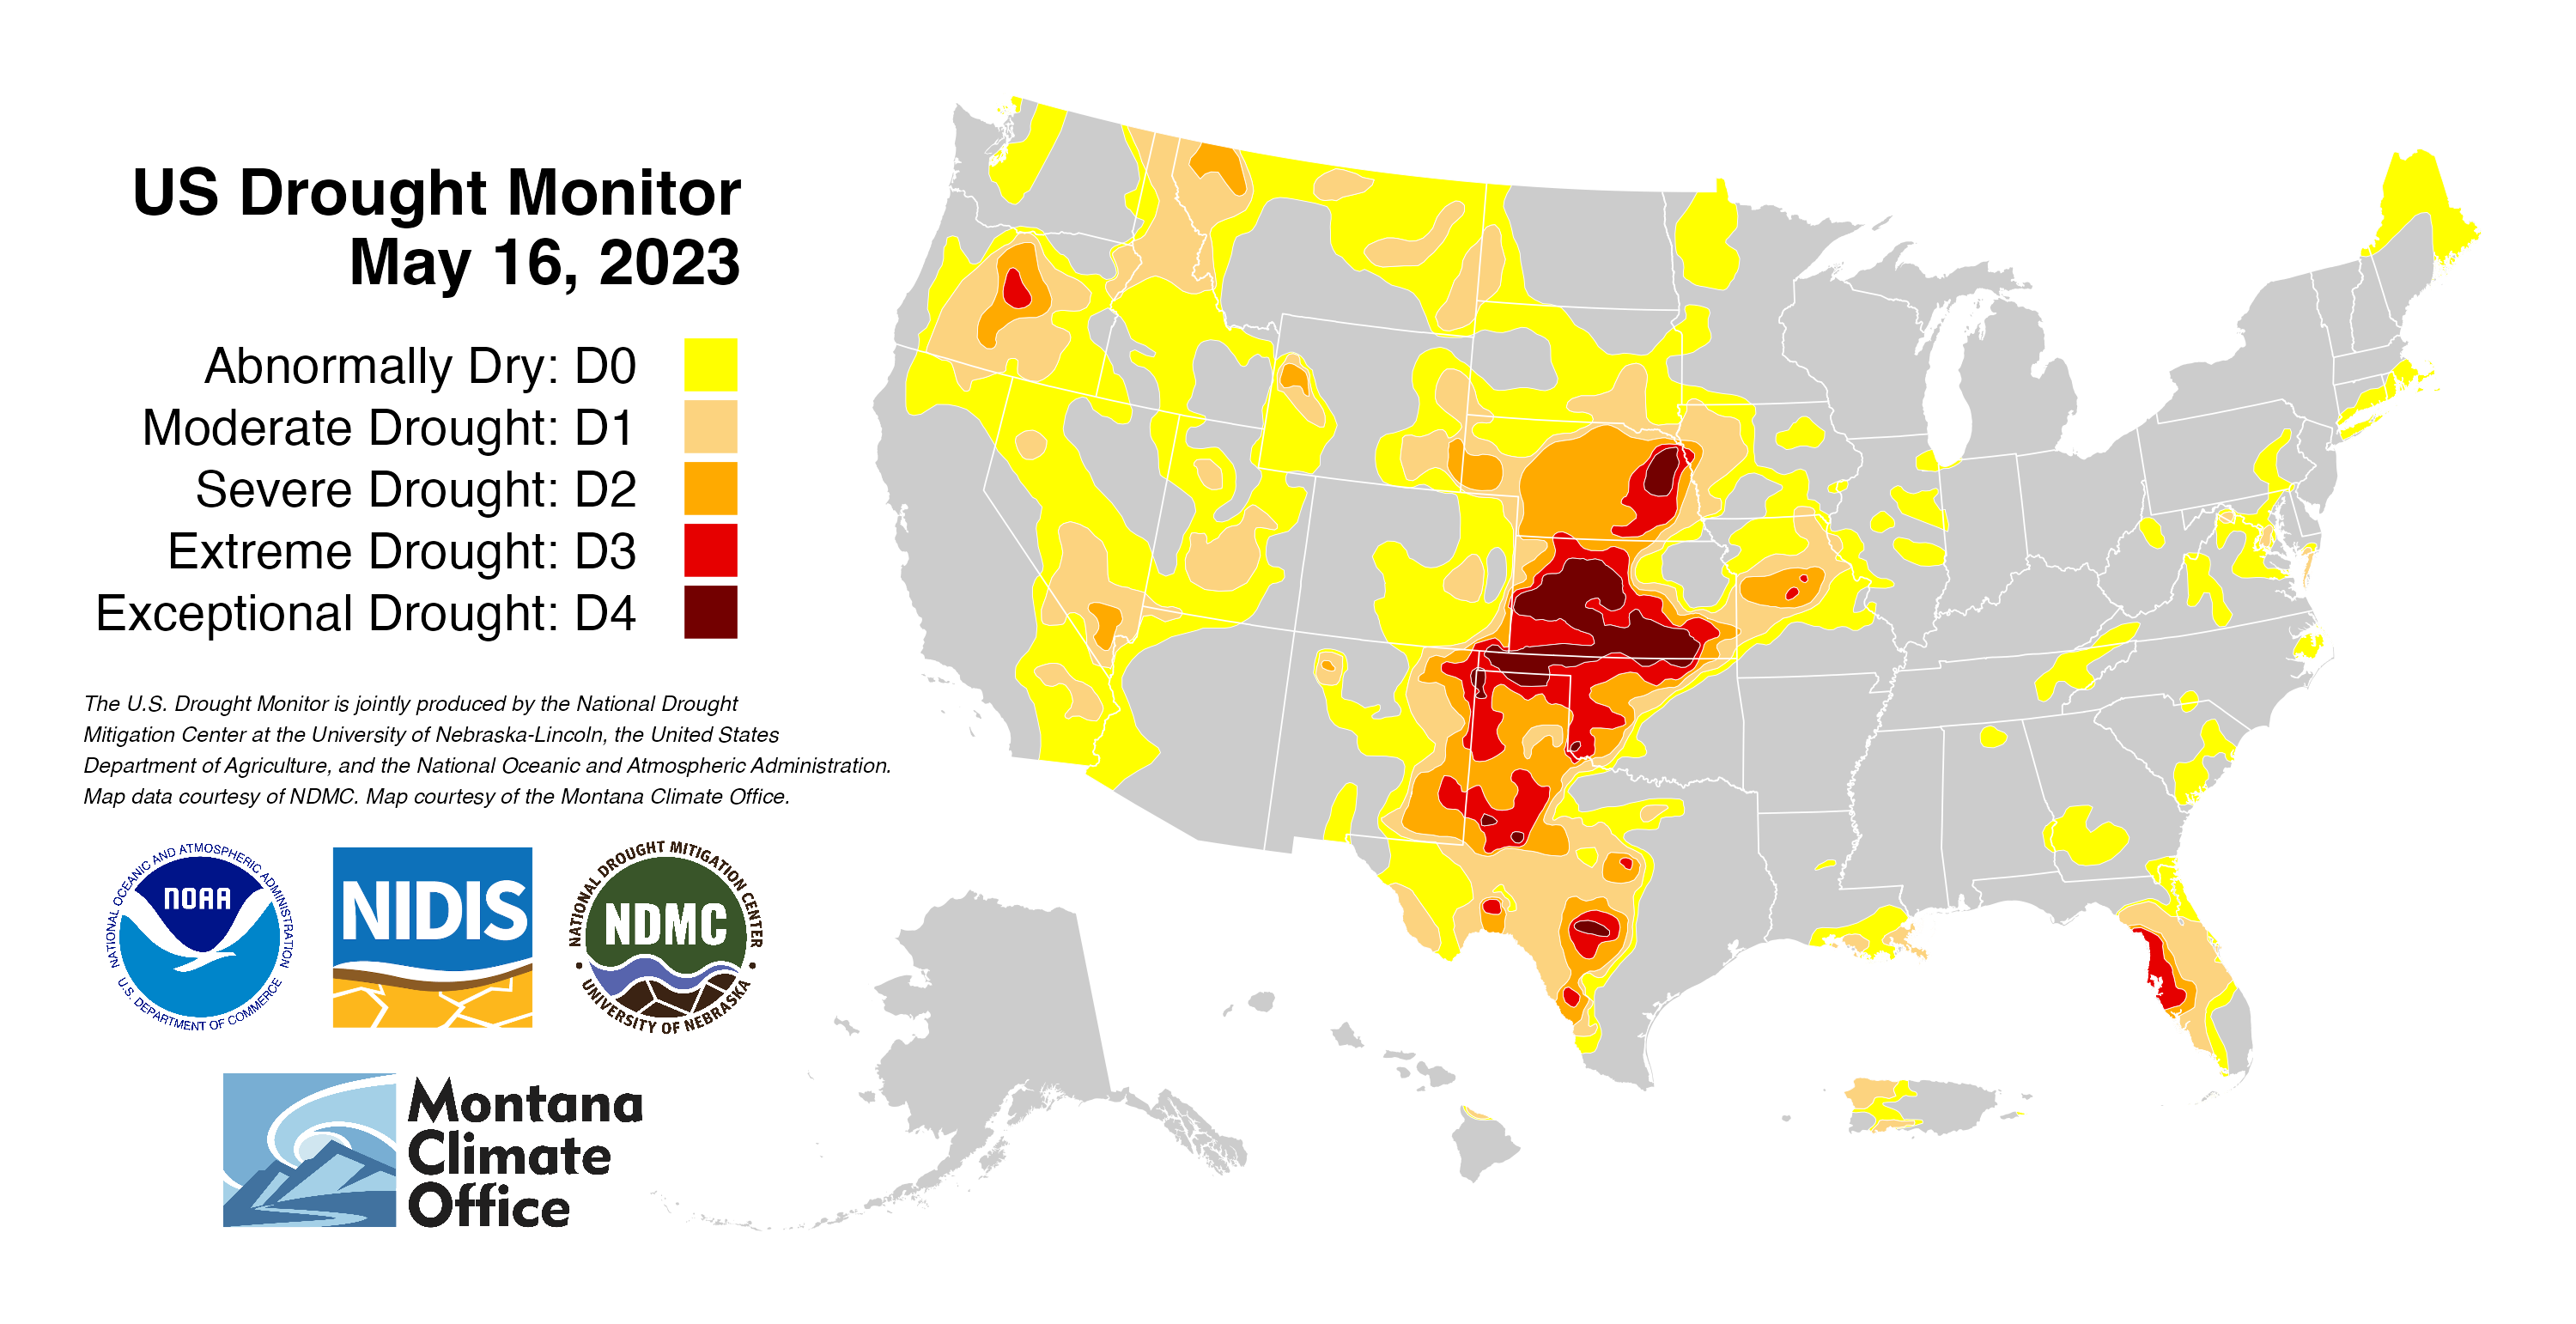 US Drought Monitor
May 16, 2023
Abnormally Dry: D0
Moderate Drought: D1
Severe Drought: D2
Extreme Drought: D3
Exceptional Drought: D4
The U.S. Drought Monitor is jointly produced by the National Drought
Mitigation Center at the University of Nebraska-Lincoln, the United States
Department of Agriculture, and the National Oceanic and Atmospheric Administration.
Map data courtesy of NDMC. Map courtesy of the Montana Climate Office.
NATIONAL OCEANIC AND ATMOSPHERIC ADMINISTRATION
NOAA
U.S. DEPARTMENT OF COMMERCE
NIDIS
NATIONAL DROUGHT MITIGATION CENTER
NDMC
UNIVERSITY OF NEBRASKA
Montana
Climate
Office